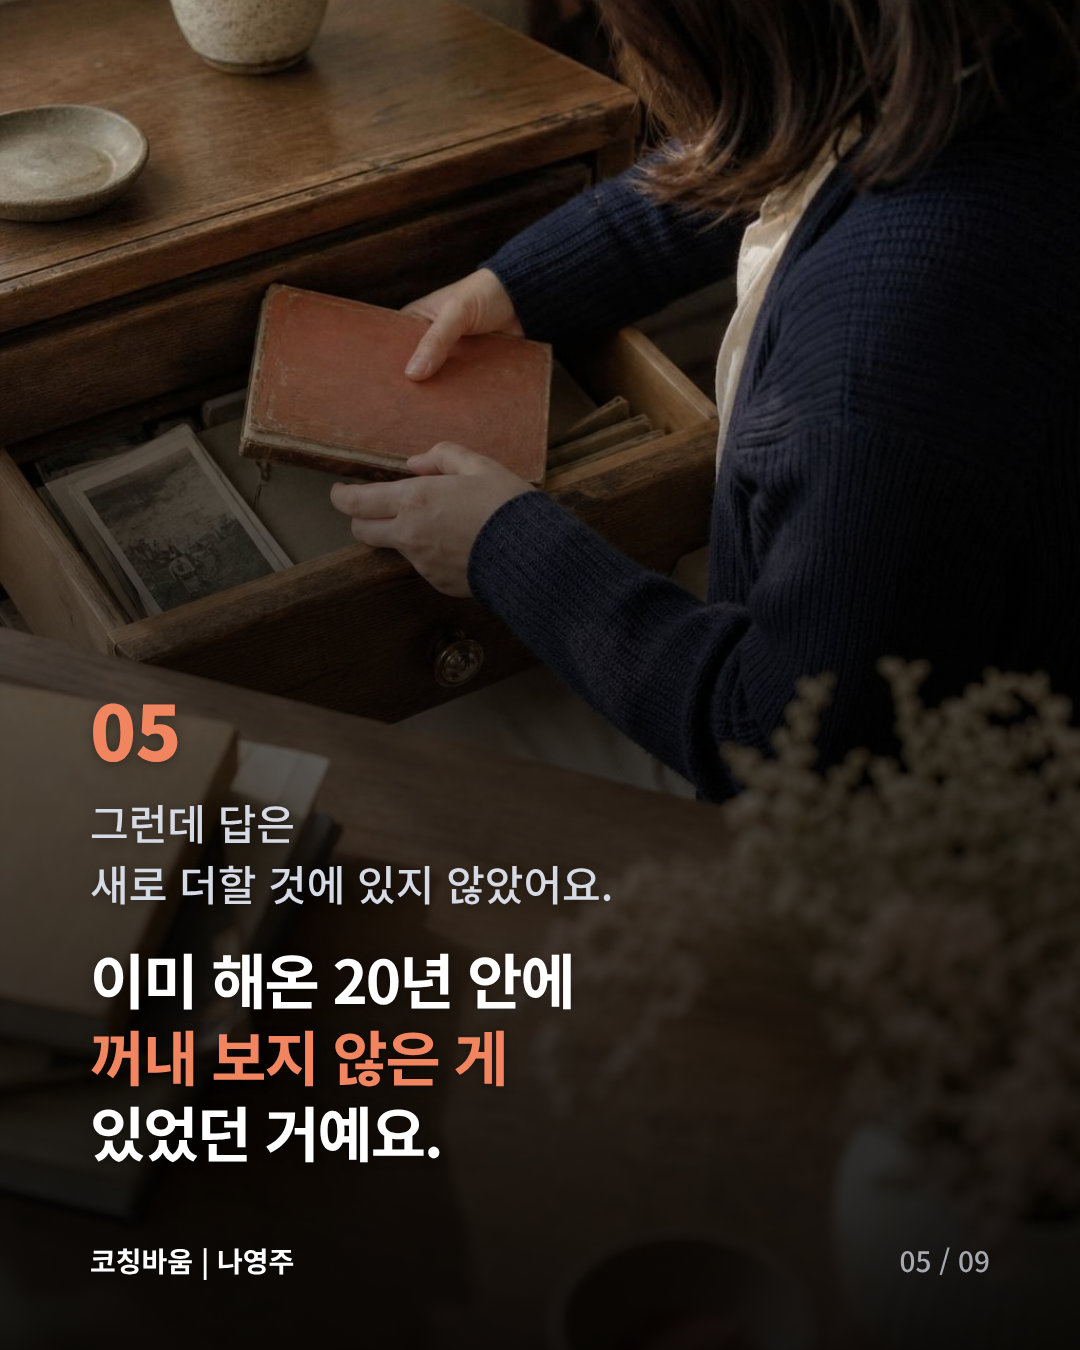 05
그런데 답은
새로 더할 것에 있지 않았어요.
이미 해온 20년 안에
꺼내 보지 않은 게
있었던 거예요.
코칭바움 | 나영주
05 / 09